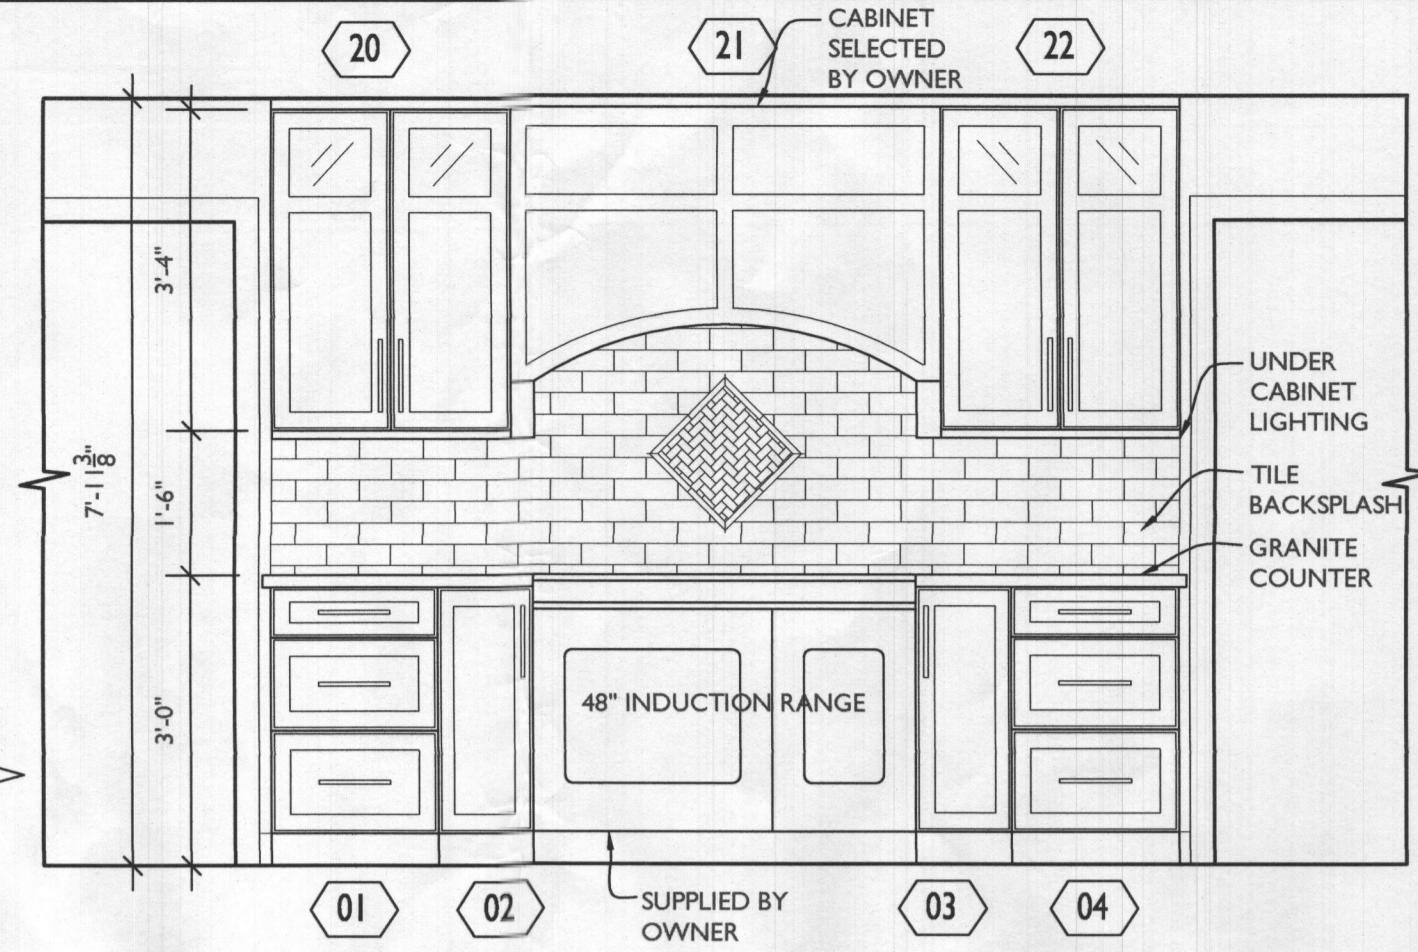 20
21
22
CABINET
SELECTED
BY OWNER
3'-4"
7'-11 3/8"
1'-6"
3'-0"
UNDER
CABINET
LIGHTING
TILE
BACKSPLASH
GRANITE
COUNTER
48" INDUCTION RANGE
01
02
SUPPLIED BY
OWNER
03
04